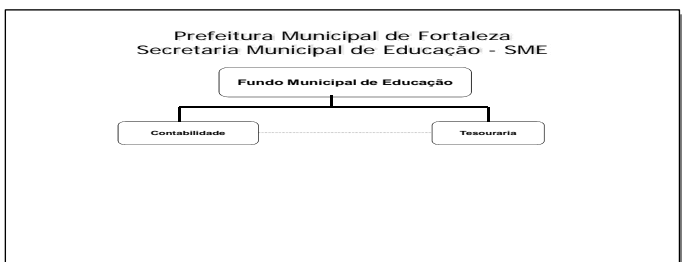 Prefeitura Municipal de Fortaleza
Secretaria Municipal de Educação - SME
Fundo Municipal de Educação
Contabilidade
Tesouraria